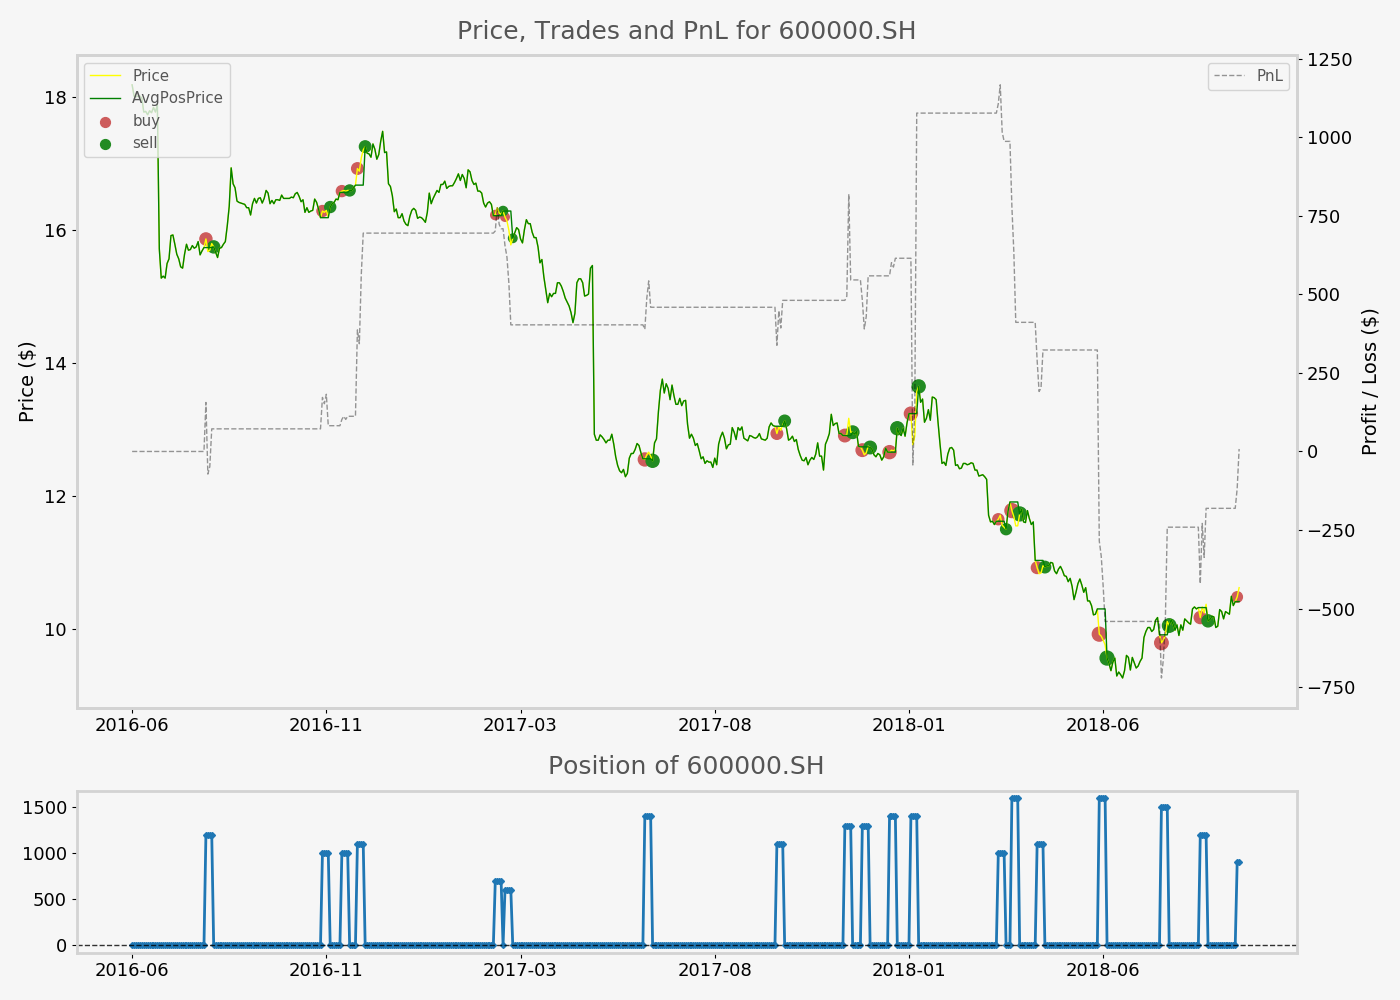 Price, Trades and PnL for 600000.SH
Price
AvgPosPrice
buy
sell
PnL
18
16
14
12
10
Price ($)
1250
1000
750
500
250
0
−250
−500
−750
Profit / Loss ($)
2016-06 2016-11 2017-03 2017-08 2018-01 2018-06
Position of 600000.SH
1500
1000
500
0
2016-06 2016-11 2017-03 2017-08 2018-01 2018-06